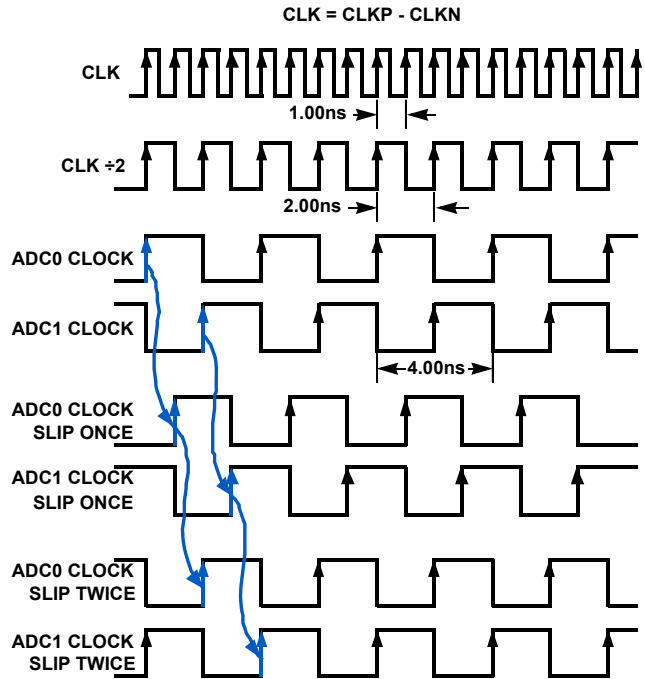 CLK = CLKP - CLKN
CLK
1.00ns
CLK ÷2
2.00ns
ADC0 CLOCK
ADC1 CLOCK
4.00ns
ADC0 CLOCK
SLIP ONCE
ADC1 CLOCK
SLIP ONCE
ADC0 CLOCK
SLIP TWICE
ADC1 CLOCK
SLIP TWICE